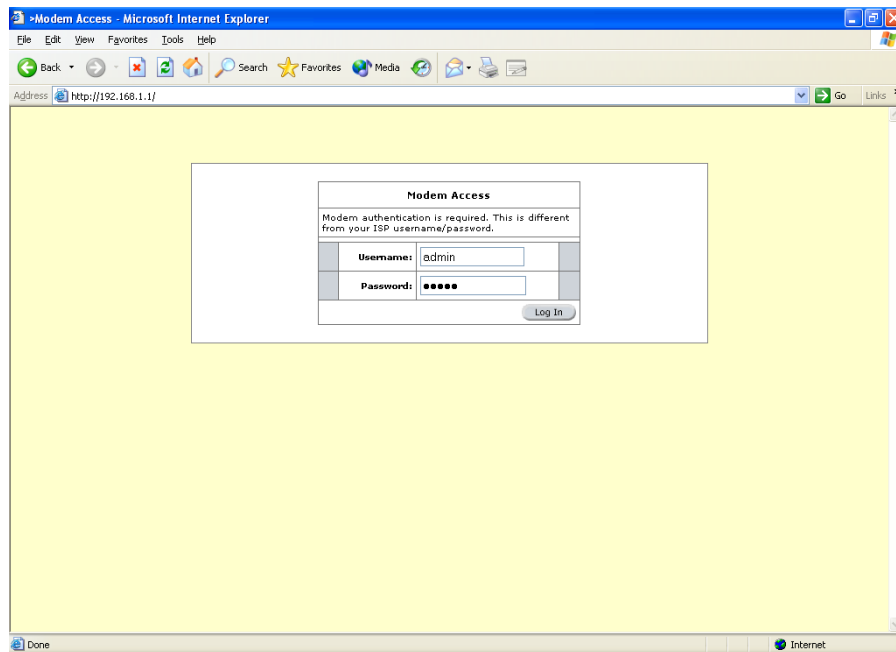 >Modem Access - Microsoft Internet Explorer
File Edit View Favorites Tools Help
Back Search Favorites Media
Address http://192.168.1.1/ Go Links
Modem Access
Modem authentication is required. This is different
from your ISP username/password.
Username: admin
Password: •••••
Log In
Done Internet